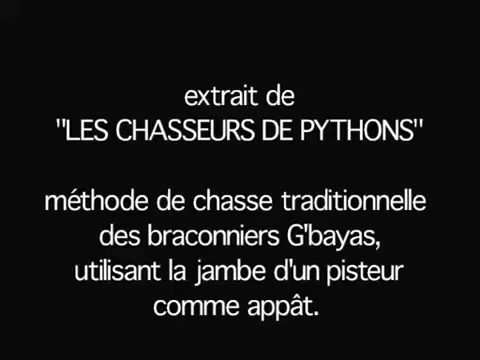 extrait de
"LES CHASSEURS DE PYTHONS"
méthode de chasse traditionnelle
des braconniers G'bayas,
utilisant la jambe d'un pisteur
comme appât.